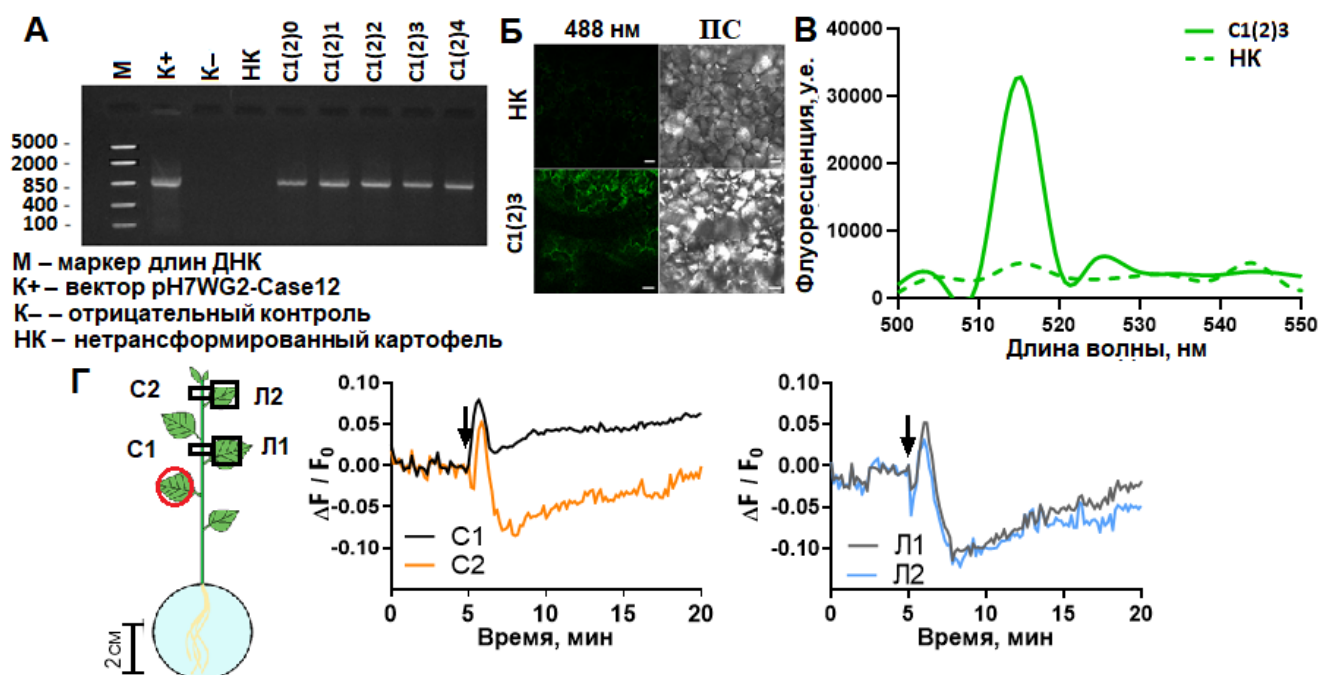 А
М
К+
К–
НК
С1(2)0
С1(2)1
С1(2)2
С1(2)3
С1(2)4
5000 -
2000 -
850 -
400 -
100 -
М – маркер длин ДНК
К+ – вектор pH7WG2-Case12
К– – отрицательный контроль
НК – нетрансформированный картофель
Б
488 нм
ПС
НК
С1(2)3
В
Флуоресценция, у.е.
40000
30000
20000
10000
0
500
510
520
530
540
550
Длина волны, нм
С1(2)3
НК
Г
С2
Л2
С1
Л1
2 см
ΔF / F0
0.10
0.05
0.00
-0.05
-0.10
С1
С2
0
5
10
15
20
Время, мин
ΔF / F0
0.10
0.05
0.00
-0.05
-0.10
Л1
Л2
0
5
10
15
20
Время, мин